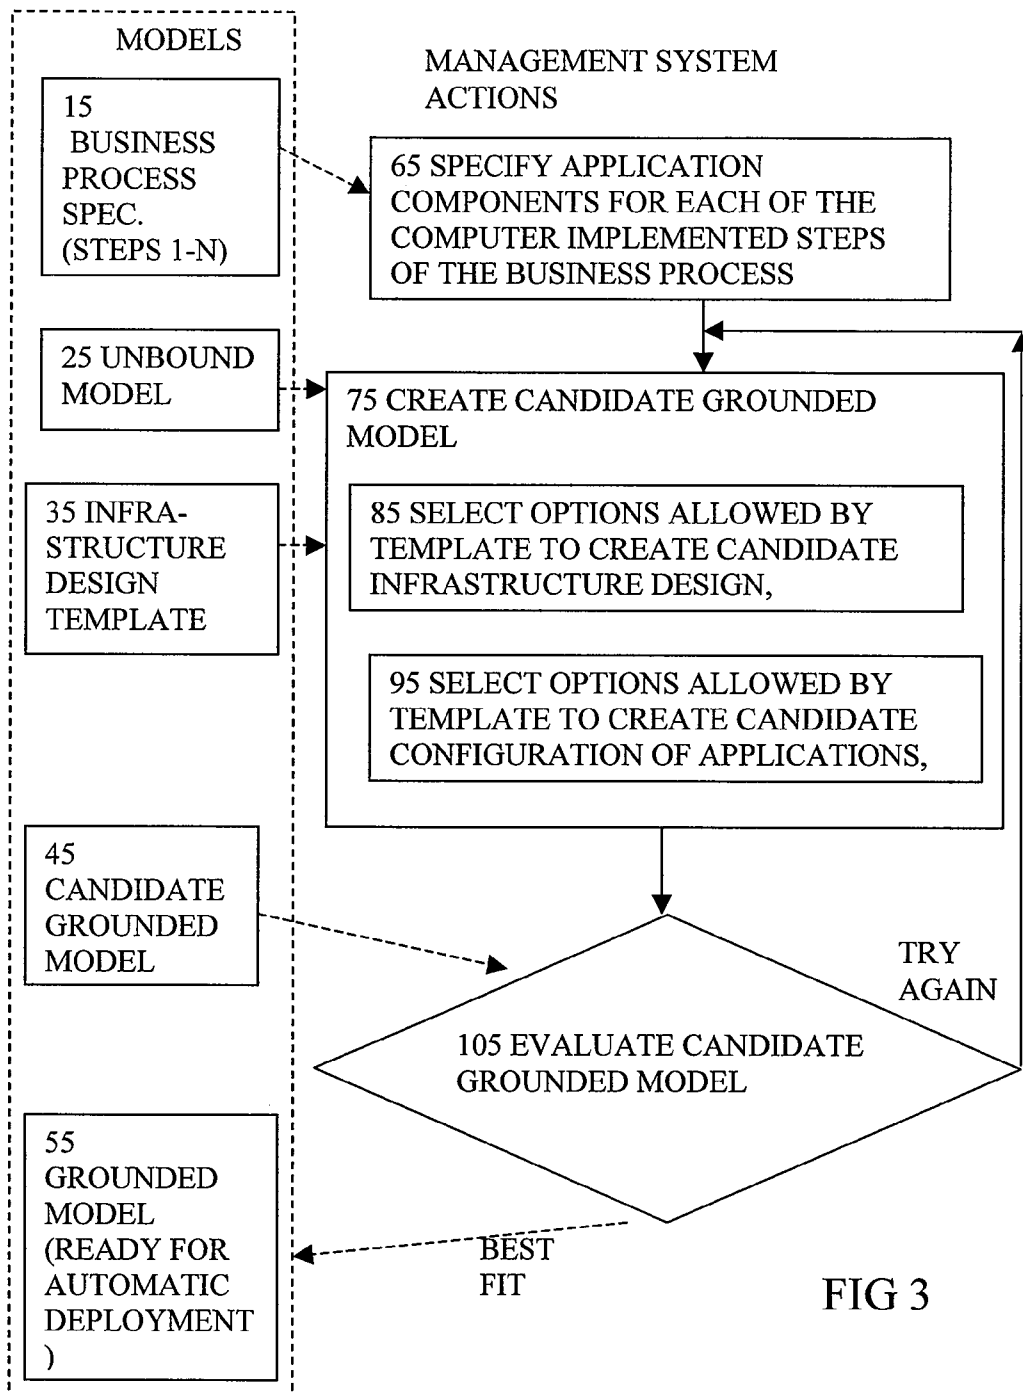 MODELS
MANAGEMENT SYSTEM
ACTIONS
15
BUSINESS
PROCESS
SPEC.
(STEPS 1-N)
65 SPECIFY APPLICATION
COMPONENTS FOR EACH OF THE
COMPUTER IMPLEMENTED STEPS
OF THE BUSINESS PROCESS
25 UNBOUND
MODEL
75 CREATE CANDIDATE GROUNDED
MODEL
35 INFRA-
STRUCTURE
DESIGN
TEMPLATE
85 SELECT OPTIONS ALLOWED BY
TEMPLATE TO CREATE CANDIDATE
INFRASTRUCTURE DESIGN,
95 SELECT OPTIONS ALLOWED BY
TEMPLATE TO CREATE CANDIDATE
CONFIGURATION OF APPLICATIONS,
45
CANDIDATE
GROUNDED
MODEL
TRY
AGAIN
105 EVALUATE CANDIDATE
GROUNDED MODEL
55
GROUNDED
MODEL
(READY FOR
AUTOMATIC
DEPLOYMENT
)
BEST
FIT
FIG 3